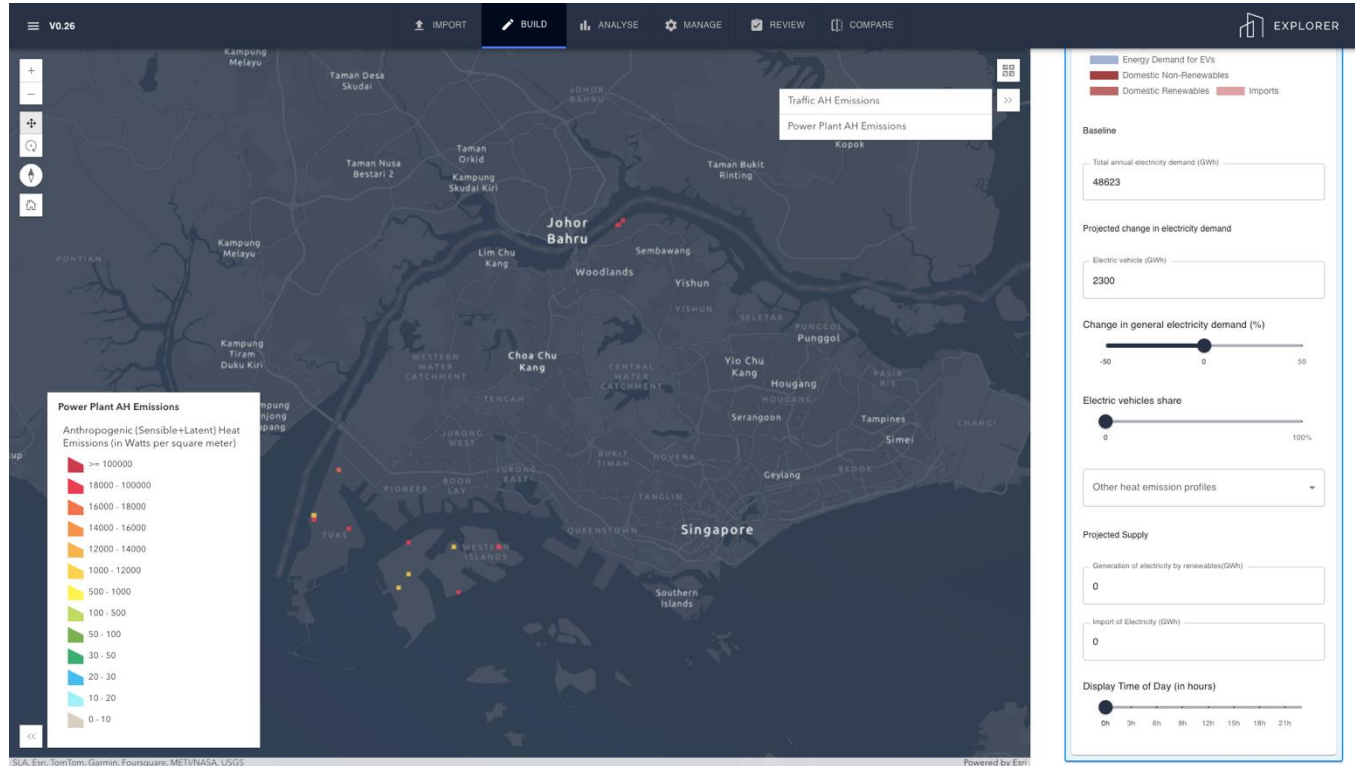 V0.26
IMPORT
BUILD
ANALYSE
MANAGE
REVIEW
COMPARE
EXPLORER
Kampung
Melayu
Taman Desa
Skudai
JOHOR
BAHRU
Traffic AH Emissions
Power Plant AH Emissions
Kopok
Taman
Orkid
Taman Nusa
Bestari 2
Kampung
Skudai Kiri
Taman Bukit
Rinting
Johor
Bahru
Kampung
Melayu
PONTIAN
Lim Chu
Kang
Sembawang
Woodlands
Yishun
YISHUN
SELETAR
PUNGGOL
Punggol
Kampung
Tiram
Duku Kiri
WESTERN
WATER
CATCHMENT
Choa Chu
Kang
CENTRAL
WATER
CATCHMENT
Yio Chu
Kang
Hougang
HOUGANG
PASIR
RIS
TENGAH
Serangoon
Tampines
CHANGI
Simei
JURONG
WEST
BUKIT
TIMAH
NOVENA
JURONG
EAST
Geylang
BEDOK
PIONEER
BOON
LAY
TANGLIN
TUAS
QUEENSTOWN
Singapore
WESTERN
ISLANDS
Southern
Islands
Power Plant AH Emissions
Anthropogenic (Sensible+Latent) Heat
Emissions (in Watts per square meter)
>= 100000
18000 - 100000
16000 - 18000
14000 - 16000
12000 - 14000
1000 - 12000
500 - 1000
100 - 500
50 - 100
30 - 50
20 - 30
10 - 20
0 - 10
SLA, Esri, TomTom, Garmin, Foursquare, METI/NASA, USGS
Powered by Esri
Energy Demand for EVs
Domestic Non-Renewables
Domestic Renewables
Imports
Baseline
Total annual electricity demand (GWh)
48623
Projected change in electricity demand
Electric vehicle (GWh)
2300
Change in general electricity demand (%)
-50 0 50
Electric vehicles share
0 100%
Other heat emission profiles
Projected Supply
Generation of electricity by renewables(GWh)
0
Import of Electricity (GWh)
0
Display Time of Day (in hours)
0h 3h 6h 9h 12h 15h 18h 21h